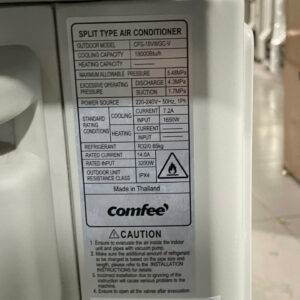 SPLIT TYPE AIR CONDITIONER
OUTDOOR MODEL CFS-18VWGC-V
COOLING CAPACITY 18000Btu/h
HEATING CAPACITY ——
MAXIMUM ALLOWABLE PRESSURE 5.48MPa
EXCESSIVE OPERATING PRESSURE DISCHARGE 4.3MPa
SUCTION 1.7MPa
POWER SOURCE 220-240V~ 50Hz, 1Ph
STANDARD RATING CONDITIONS COOLING CURRENT 7.2A
INPUT 1650W
HEATING CURRENT ——
INPUT ——
REFRIGERANT R32/0.65kg
RATED CURRENT 14.0A
RATED INPUT 3200W
OUTDOOR UNIT RESISTANCE CLASS IPX4
Made in Thailand
Comfee
CAUTION
1. Ensure to evacuate the air inside the indoor
unit and pipes with vacuum pump.
2. Make sure the additional amount of refrigerant
to be charged is based on the pipe size and
length, please refer to the INSTALLATION
INSTRUCTIONS for details.
3. Incorrect installation due to ignoring of the
instruction will cause serious problems to the
machine.
4. Ensure to open all the valves after evacuation.